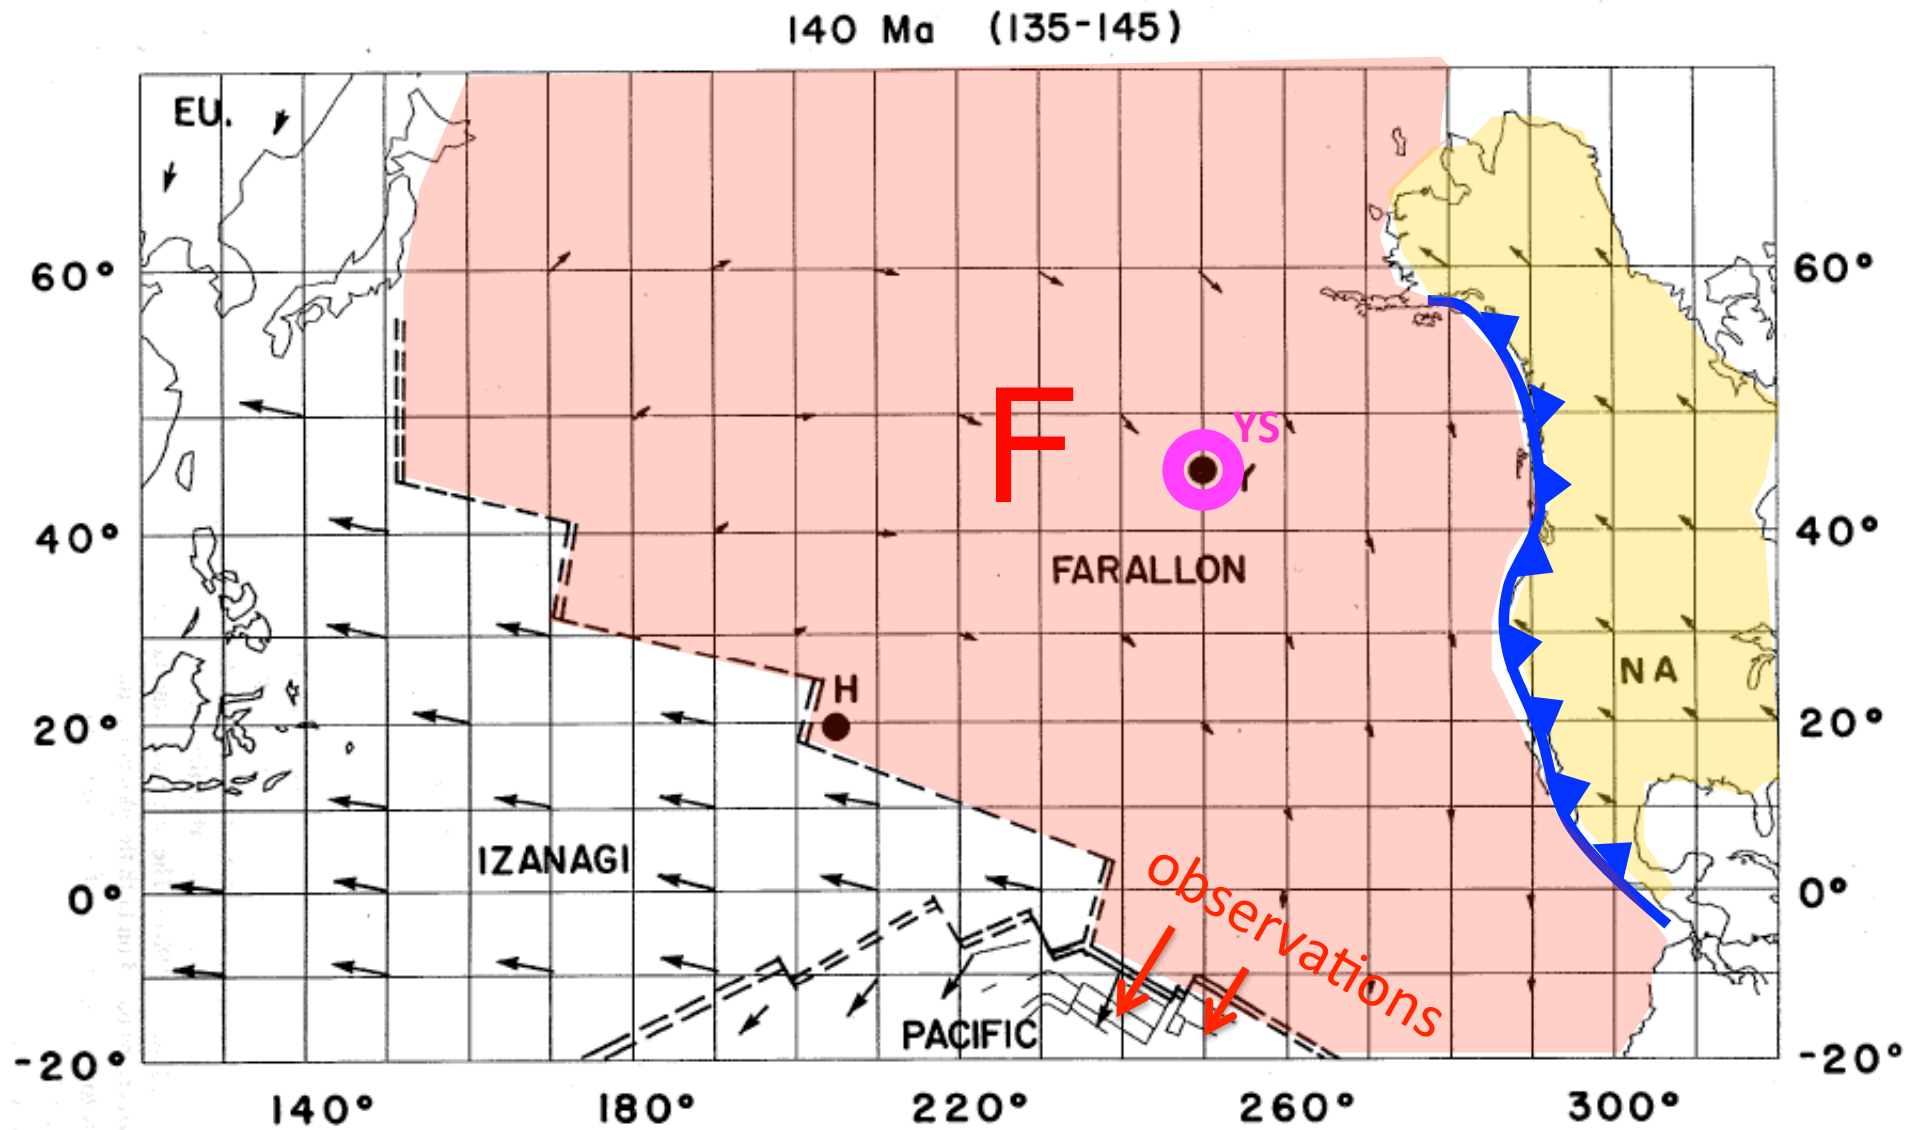 140 Ma (135-145)
EU.
60° 60°
F
YS
Y
40° 40°
FARALLON
H
NA
20° 20°
IZANAGI
observations
0° 0°
PACIFIC
-20° -20°
140° 180° 220° 260° 300°